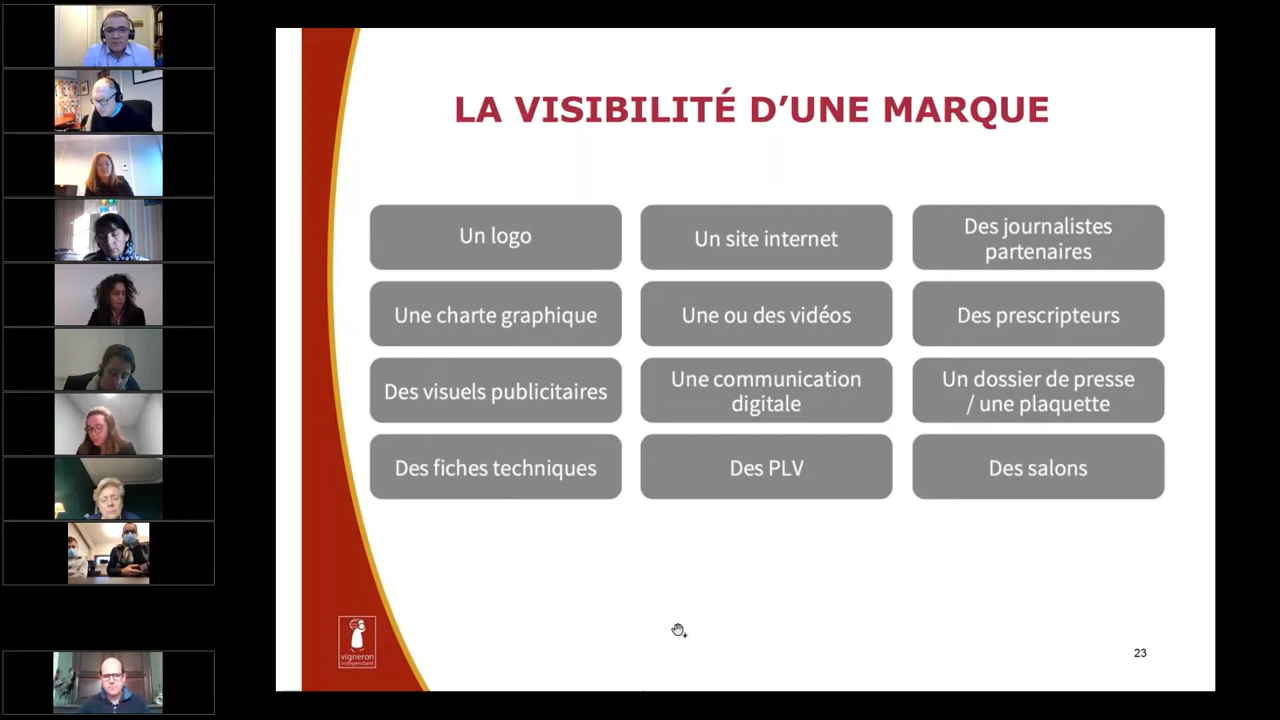 LA VISIBILITÉ D’UNE MARQUE
Un logo
Un site internet
Des journalistes
partenaires
Une charte graphique
Une ou des vidéos
Des prescripteurs
Des visuels publicitaires
Une communication
digitale
Un dossier de presse
/ une plaquette
Des fiches techniques
Des PLV
Des salons
vigneron
indépendant
23